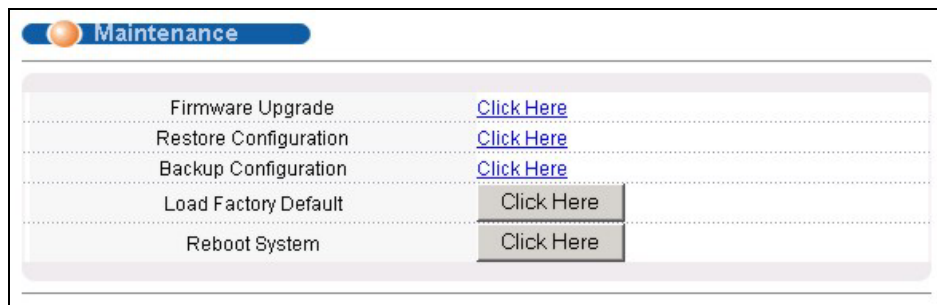 Maintenance
Firmware Upgrade Click Here
Restore Configuration Click Here
Backup Configuration Click Here
Load Factory Default Click Here
Reboot System Click Here